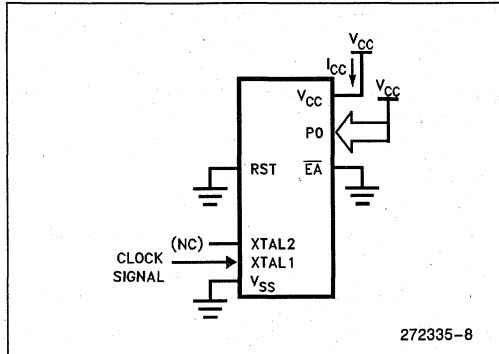 VCC
ICC
VCC
VCC
P0
RST
EA
(NC)
XTAL2
CLOCK SIGNAL
XTAL1
VSS
272335-8